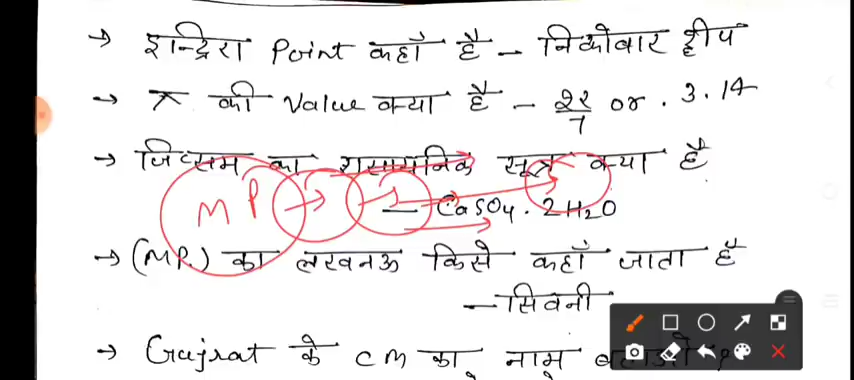 → इन्दिरा Point कहाँ है – निकोबार द्वीप
→ π की Value क्या है – 22/7 or . 3.14
→ जिप्सम का रासायनिक सूत्र क्या है
– CaSO4 . 2H2O
MP → →
→ (MP.) का लखनऊ किसे कहाँ जाता है
– सिवनी
→ Gujrat के CM का नाम